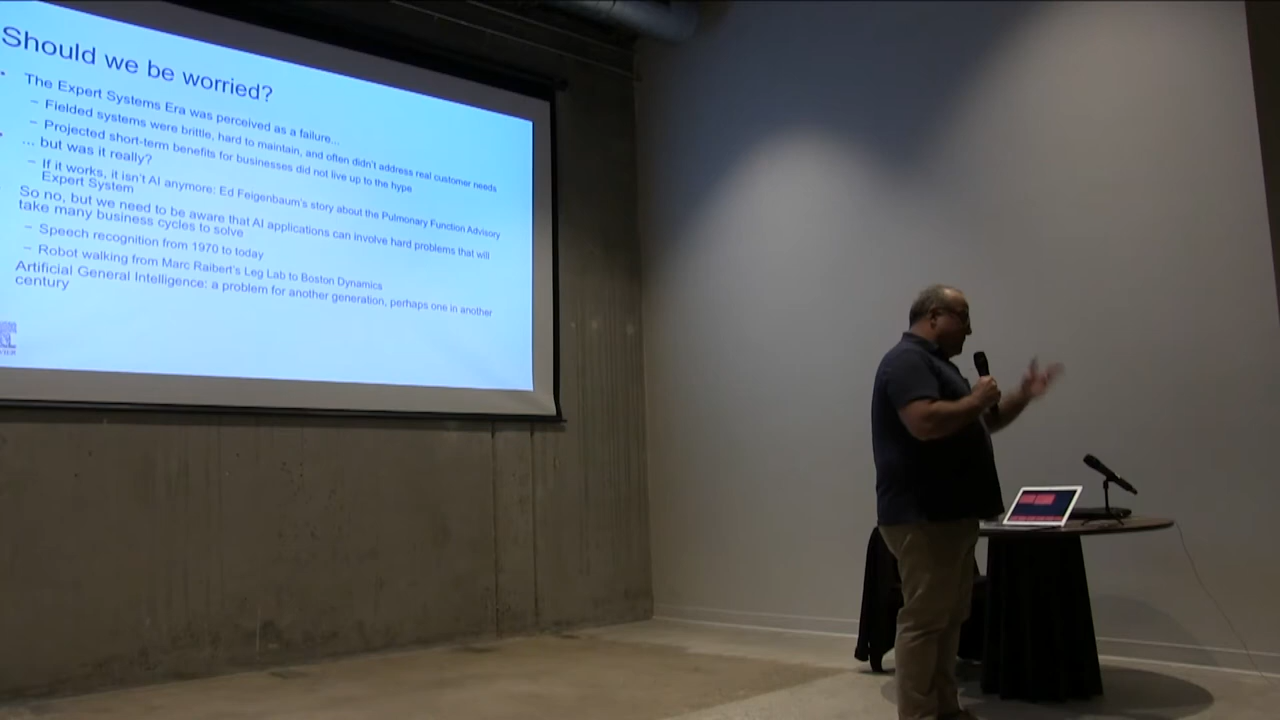 Should we be worried?
• The Expert Systems Era was perceived as a failure...
– Fielded systems were brittle, hard to maintain, and often didn't address real customer needs
– Projected short-term benefits for businesses did not live up to the hype
• ... but was it really?
– If it works, it isn't AI anymore: Ed Feigenbaum's story about the Pulmonary Function Advisory
Expert System
So no, but we need to be aware that AI applications can involve hard problems that will
take many business cycles to solve
– Speech recognition from 1970 to today
– Robot walking from Marc Raibert's Leg Lab to Boston Dynamics
Artificial General Intelligence: a problem for another generation, perhaps one in another
century